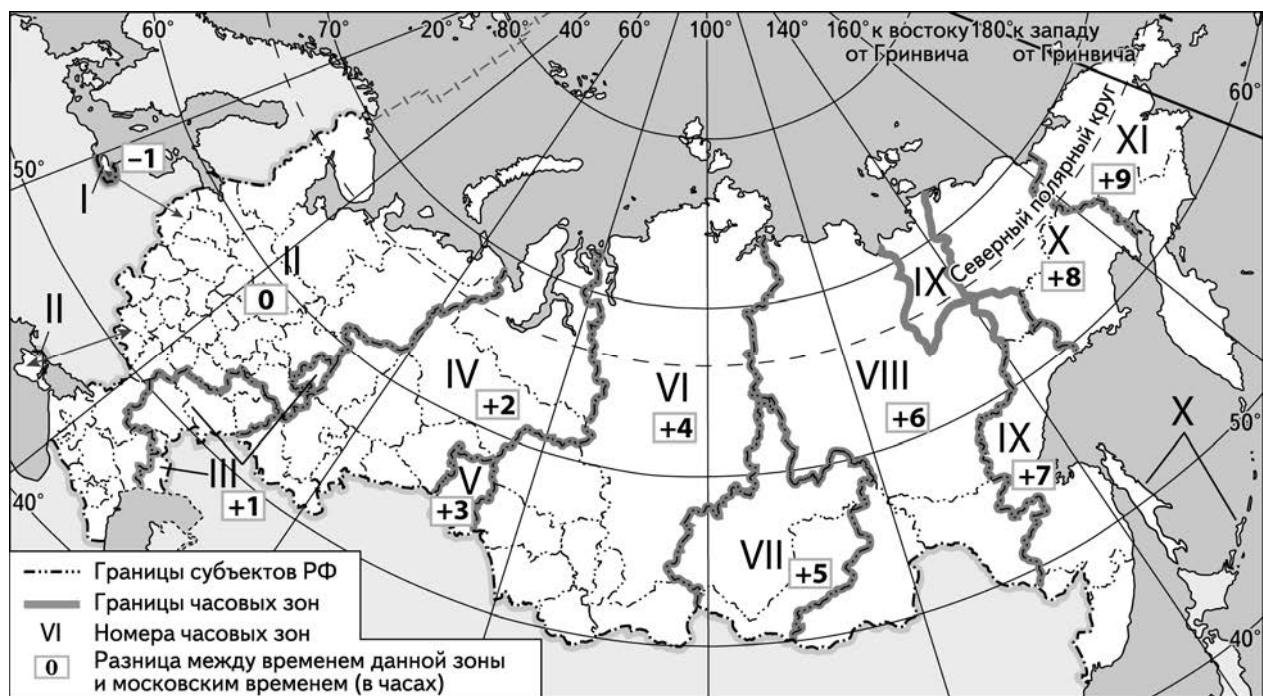 60° 70° 20° 40° 60° 80° 100° 140° 160° к востоку 180° к западу
от Гринвича от Гринвича
60°
50°
–1
I
II
0
II
Северный полярный круг
XI
+9
X
+8
IX
VIII
+6
IV
+2
VI
+4
X
50°
IX
+7
III
+1
V
+3
VII
+5
40°
40°
Границы субъектов РФ
Границы часовых зон
VI Номера часовых зон
0 Разница между временем данной зоны
и московским временем (в часах)